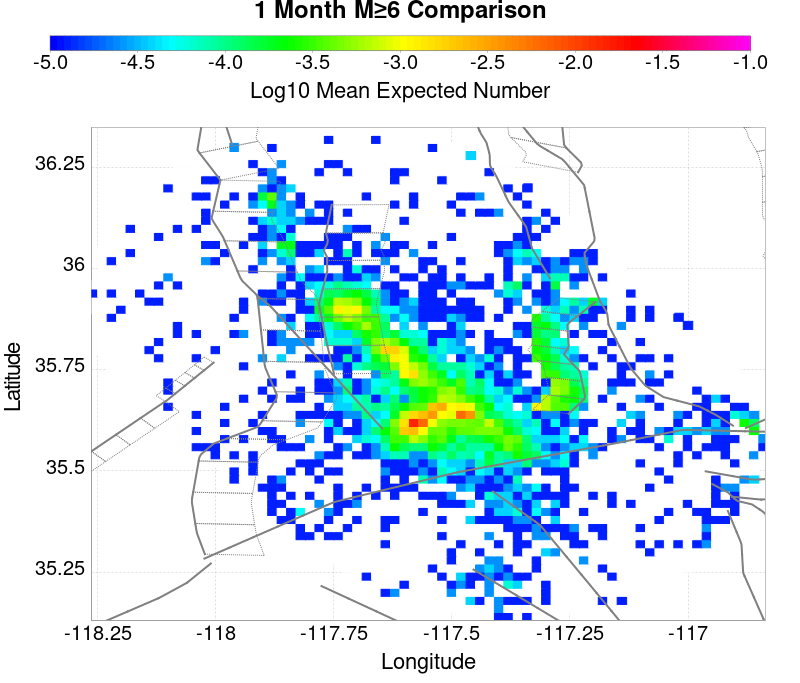 1 Month M≥6 Comparison
-5.0 -4.5 -4.0 -3.5 -3.0 -2.5 -2.0 -1.5 -1.0
Log10 Mean Expected Number
36.25
36
35.75
35.5
35.25
Latitude
-118.25 -118 -117.75 -117.5 -117.25 -117
Longitude